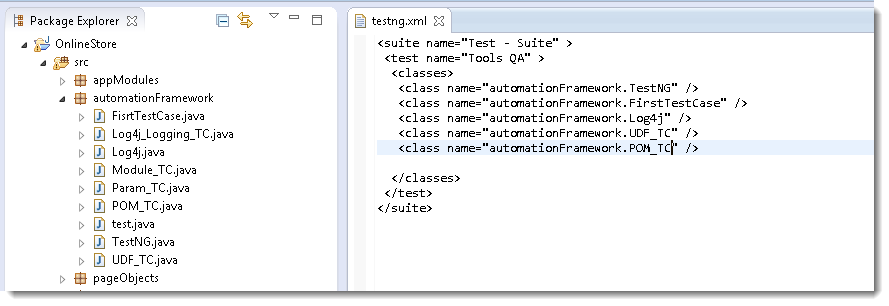 Package Explorer
OnlineStore
src
appModules
automationFramework
FisrtTestCase.java
Log4j_Logging_TC.java
Log4j.java
Module_TC.java
Param_TC.java
POM_TC.java
test.java
TestNG.java
UDF_TC.java
pageObjects
testng.xml
<suite name="Test - Suite" >
<test name="Tools QA" >
<classes>
<class name="automationFramework.TestNG" />
<class name="automationFramework.FirstTestCase" />
<class name="automationFramework.Log4j" />
<class name="automationFramework.UDF_TC" />
<class name="automationFramework.POM_TC" />
</classes>
</test>
</suite>